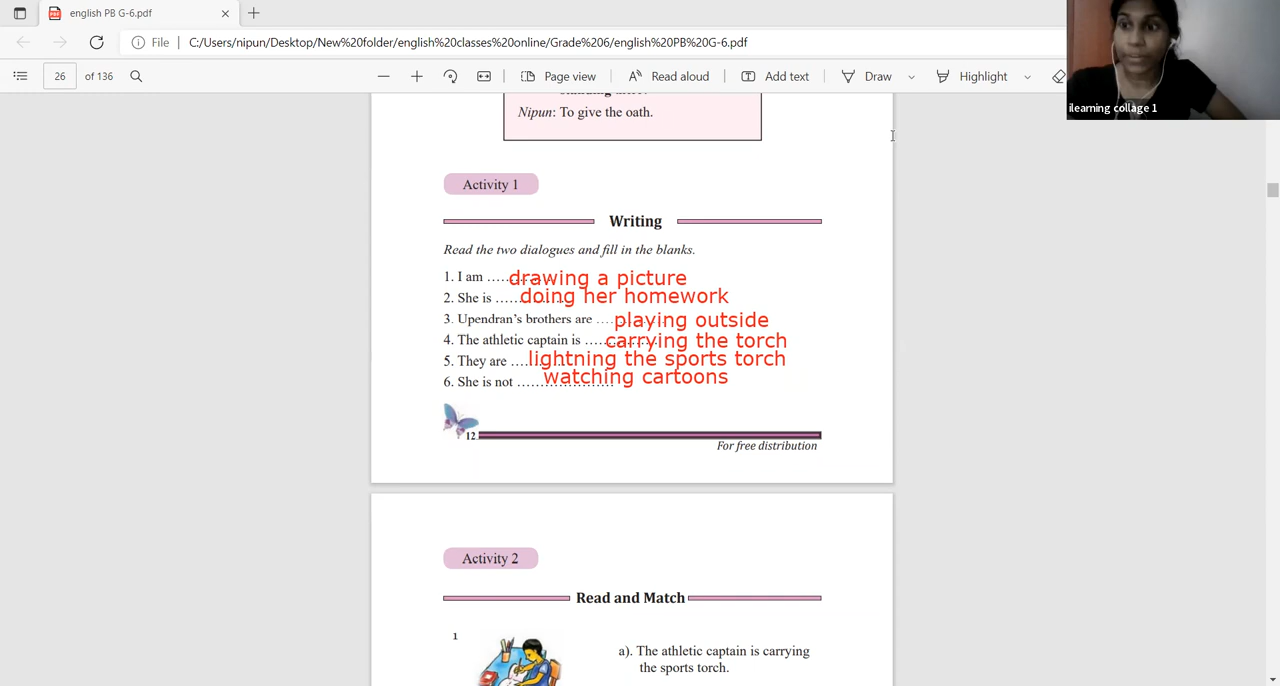 english PB G-6.pdf
File | C:/Users/nipun/Desktop/New%20folder/english%20classes%20online/Grade%206/english%20PB%20G-6.pdf
26 of 136 Page view Read aloud Add text Draw Highlight
ilearning collage 1
Nipun: To give the oath.
Activity 1
Writing
Read the two dialogues and fill in the blanks.
1. I am ...... drawing a picture
2. She is ...... doing her homework
3. Upendran's brothers are ...... playing outside
4. The athletic captain is ...... carrying the torch
5. They are ...... lightning the sports torch
6. She is not ...... watching cartoons
12
For free distribution
Activity 2
Read and Match
1
a). The athletic captain is carrying
the sports torch.